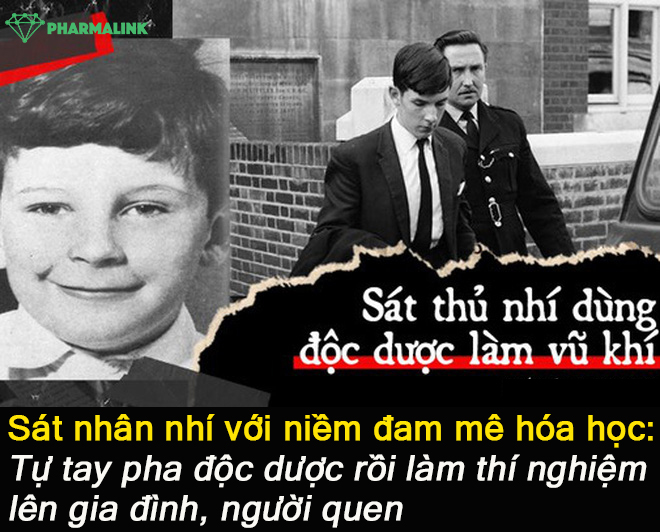 PHARMALINK
Sát thủ nhí dùng
độc dược làm vũ khí
Sát nhân nhí với niềm đam mê hóa học:
Tự tay pha độc dược rồi làm thí nghiệm
lên gia đình, người quen